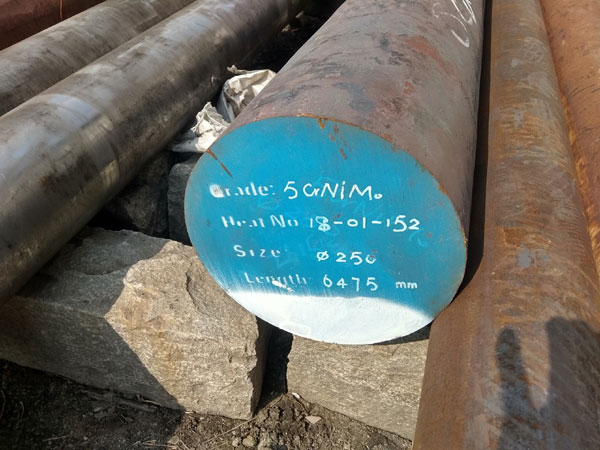 Grade: 5CrNiMo
Heat No 18-01-152
Size ø250
Length 6475 mm